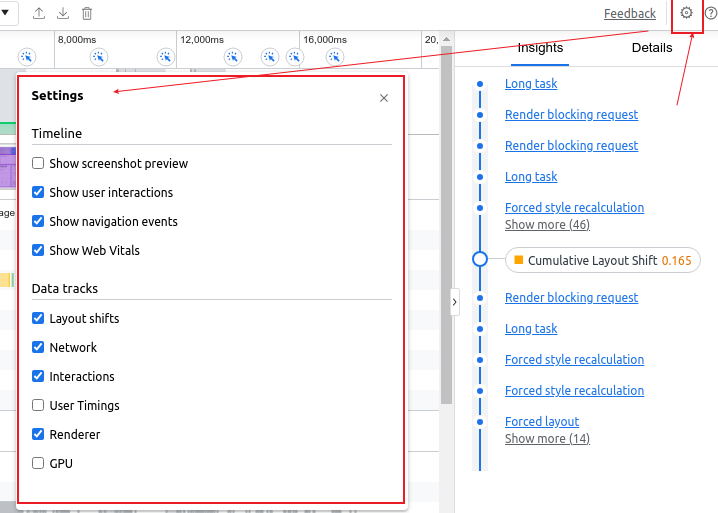 Feedback
8,000ms 12,000ms 16,000ms 20,
Insights Details
Settings
Timeline
Show screenshot preview
Show user interactions
Show navigation events
Show Web Vitals
Data tracks
Layout shifts
Network
Interactions
User Timings
Renderer
GPU
age
Long task
Render blocking request
Render blocking request
Long task
Forced style recalculation
Show more (46)
Cumulative Layout Shift 0.165
Render blocking request
Long task
Forced style recalculation
Forced style recalculation
Forced layout
Show more (14)